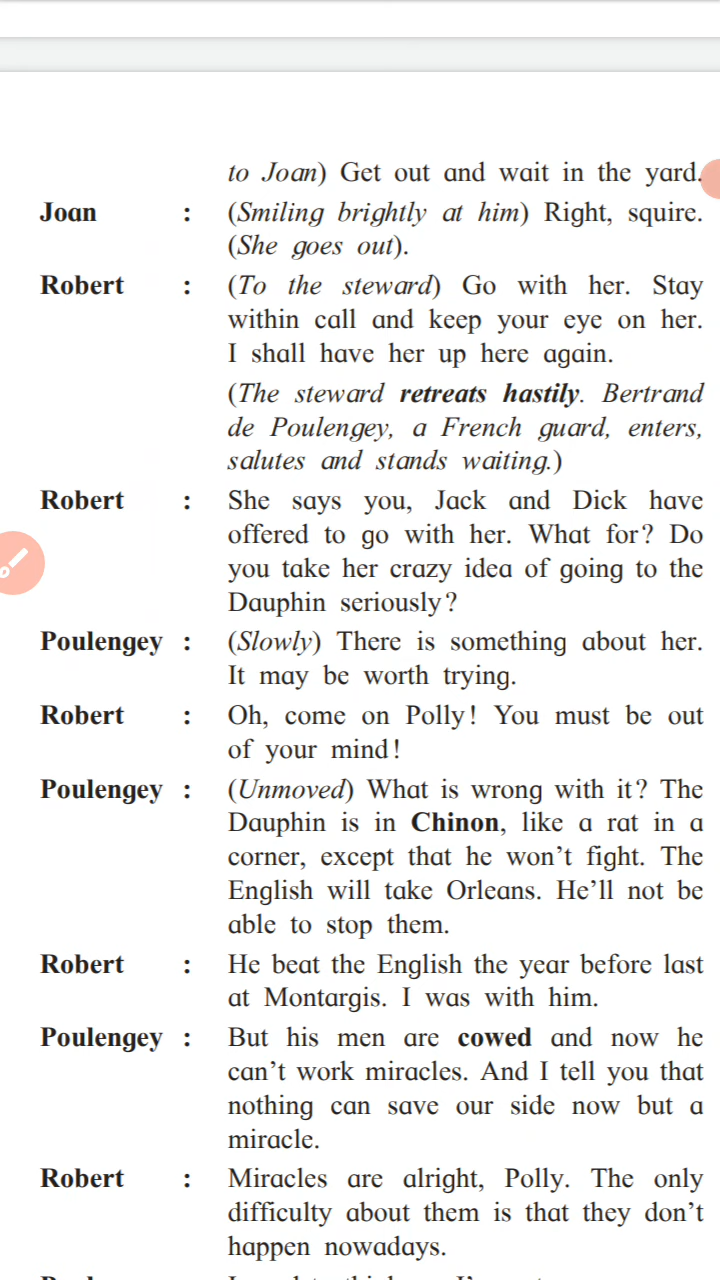 to Joan) Get out and wait in the yard.
Joan : (Smiling brightly at him) Right, squire.
(She goes out).
Robert : (To the steward) Go with her. Stay
within call and keep your eye on her.
I shall have her up here again.
(The steward retreats hastily. Bertrand
de Poulengey, a French guard, enters,
salutes and stands waiting.)
Robert : She says you, Jack and Dick have
offered to go with her. What for? Do
you take her crazy idea of going to the
Dauphin seriously?
Poulengey : (Slowly) There is something about her.
It may be worth trying.
Robert : Oh, come on Polly! You must be out
of your mind!
Poulengey : (Unmoved) What is wrong with it? The
Dauphin is in Chinon, like a rat in a
corner, except that he won't fight. The
English will take Orleans. He'll not be
able to stop them.
Robert : He beat the English the year before last
at Montargis. I was with him.
Poulengey : But his men are cowed and now he
can't work miracles. And I tell you that
nothing can save our side now but a
miracle.
Robert : Miracles are alright, Polly. The only
difficulty about them is that they don't
happen nowadays.